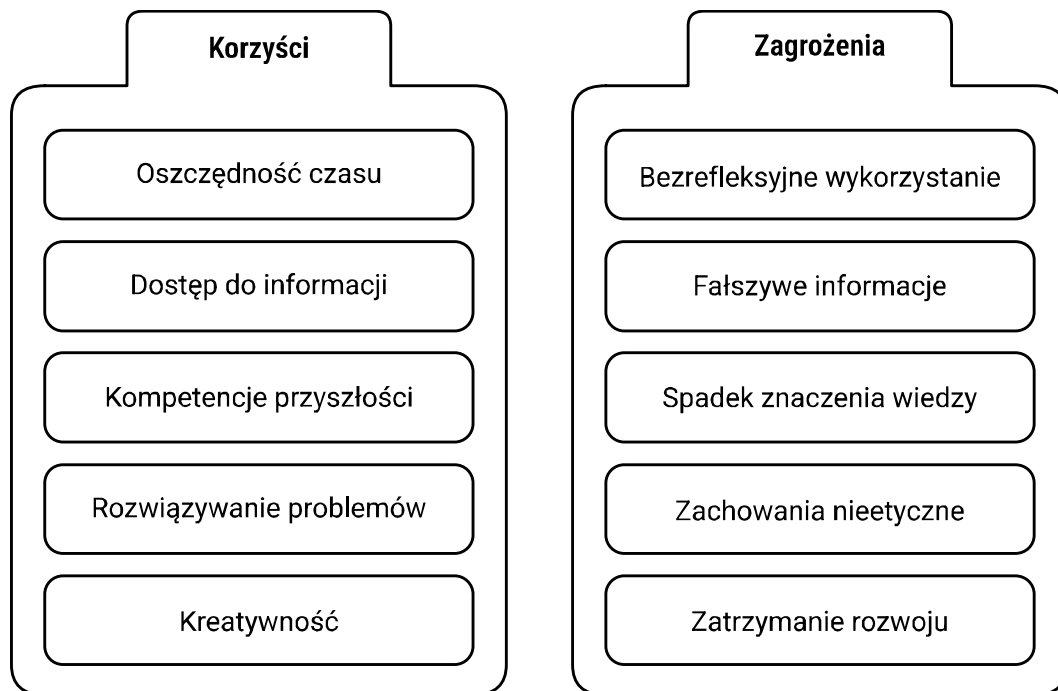 Korzyści
Oszczędność czasu
Dostęp do informacji
Kompetencje przyszłości
Rozwiązywanie problemów
Kreatywność
Zagrożenia
Bezrefleksyjne wykorzystanie
Fałszywe informacje
Spadek znaczenia wiedzy
Zachowania nieetyczne
Zatrzymanie rozwoju